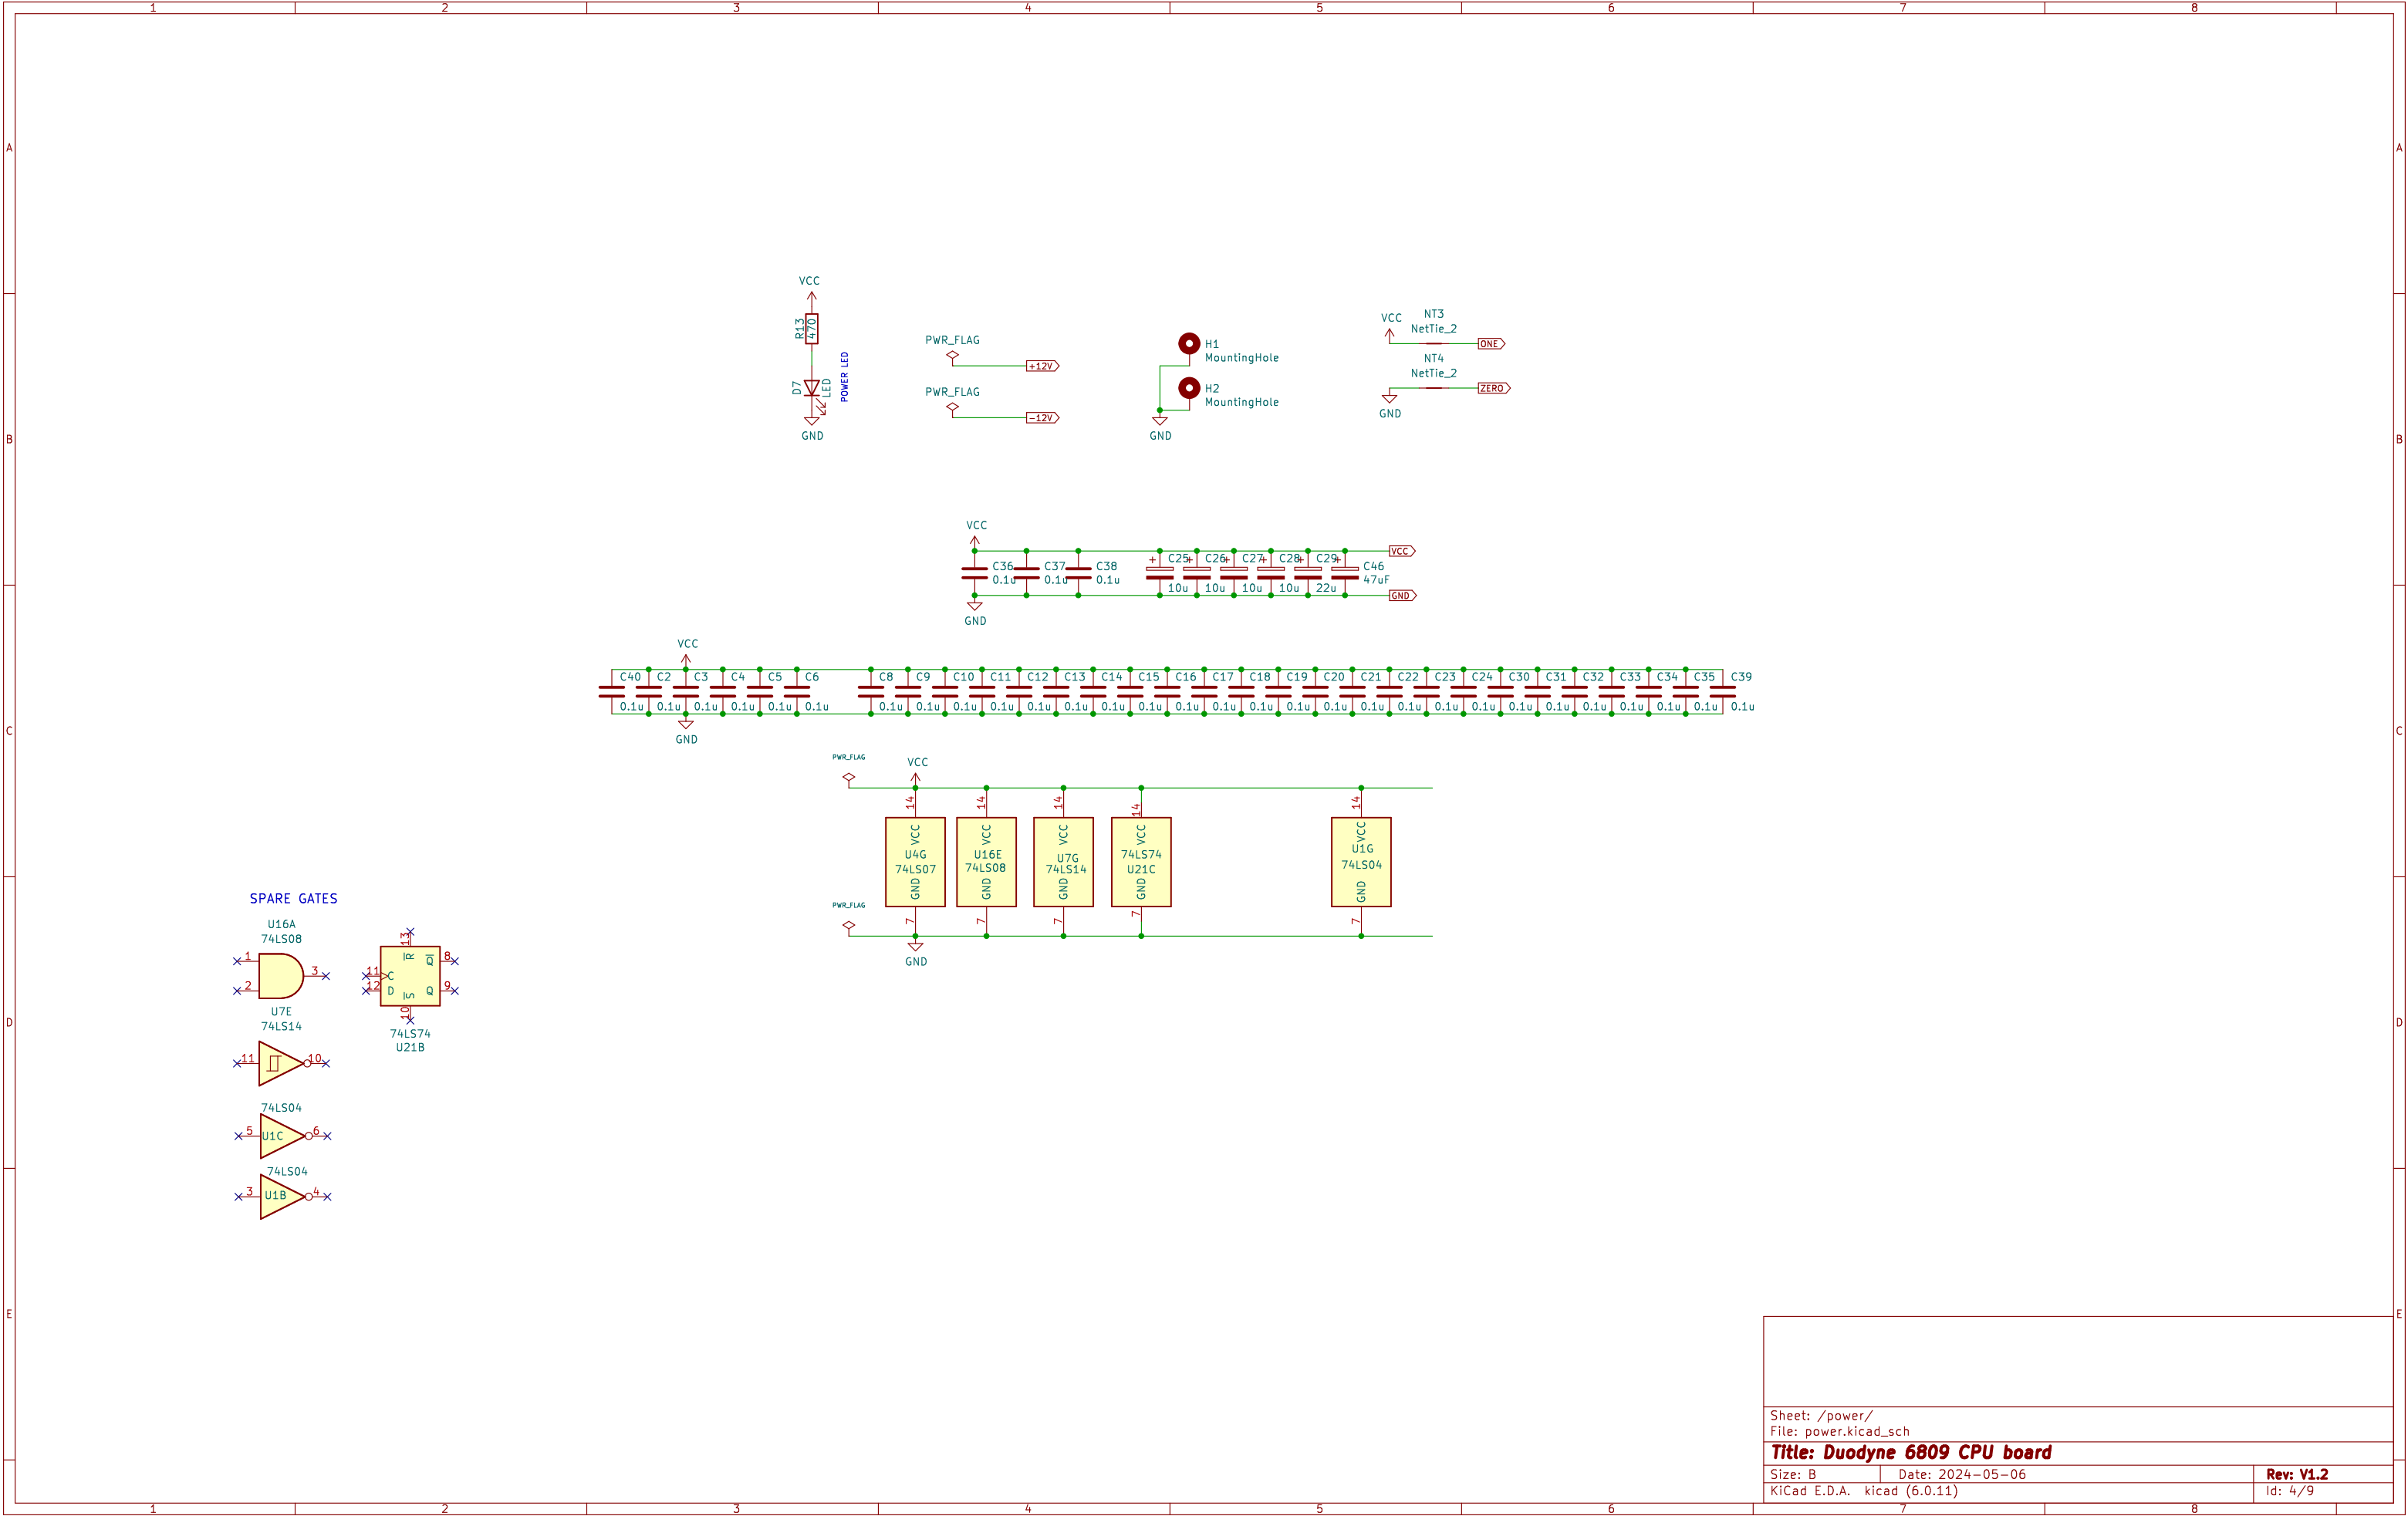 1 2 3 4 5 6 7 8
A A
B B
C C
D D
E E
VCC
R13
470
D7
LED
POWER LED
GND
PWR_FLAG
+12V
PWR_FLAG
-12V
H1
MountingHole
H2
MountingHole
GND
VCC
NT3
NetTie_2
ONE
NT4
NetTie_2
ZERO
GND
VCC
C36 C37 C38 C25 C26 C27 C28 C29 C46
+ + + + + +
0.1u 0.1u 0.1u 10u 10u 10u 10u 22u 47uF
VCC
GND
GND
VCC
C40 C2 C3 C4 C5 C6 C8 C9 C10 C11 C12 C13 C14 C15 C16 C17 C18 C19 C20 C21 C22 C23 C24 C30 C31 C32 C33 C34 C35 C39
0.1u 0.1u 0.1u 0.1u 0.1u 0.1u 0.1u 0.1u 0.1u 0.1u 0.1u 0.1u 0.1u 0.1u 0.1u 0.1u 0.1u 0.1u 0.1u 0.1u 0.1u 0.1u 0.1u 0.1u 0.1u 0.1u 0.1u 0.1u 0.1u 0.1u
GND
PWR_FLAG
VCC
14 14 14 14 14
VCC VCC VCC VCC
U4G U16E U7G 74LS74 U1G
74LS07 74LS08 74LS14 U21C 74LS04
GND GND GND GND GND
7 7 7 7 7
PWR_FLAG
GND
SPARE GATES
U16A
74LS08
1
2
3
13
R
11 C
12 D
Q 8
Q 9
S
10
74LS74
U21B
U7E
74LS14
11 10
74LS04
5 U1C 6
74LS04
3 U1B 4
Sheet: /power/
File: power.kicad_sch
Title: Duodyne 6809 CPU board
Size: B Date: 2024-05-06 Rev: V1.2
KiCad E.D.A. kicad (6.0.11) Id: 4/9
1 2 3 4 5 6 7 8